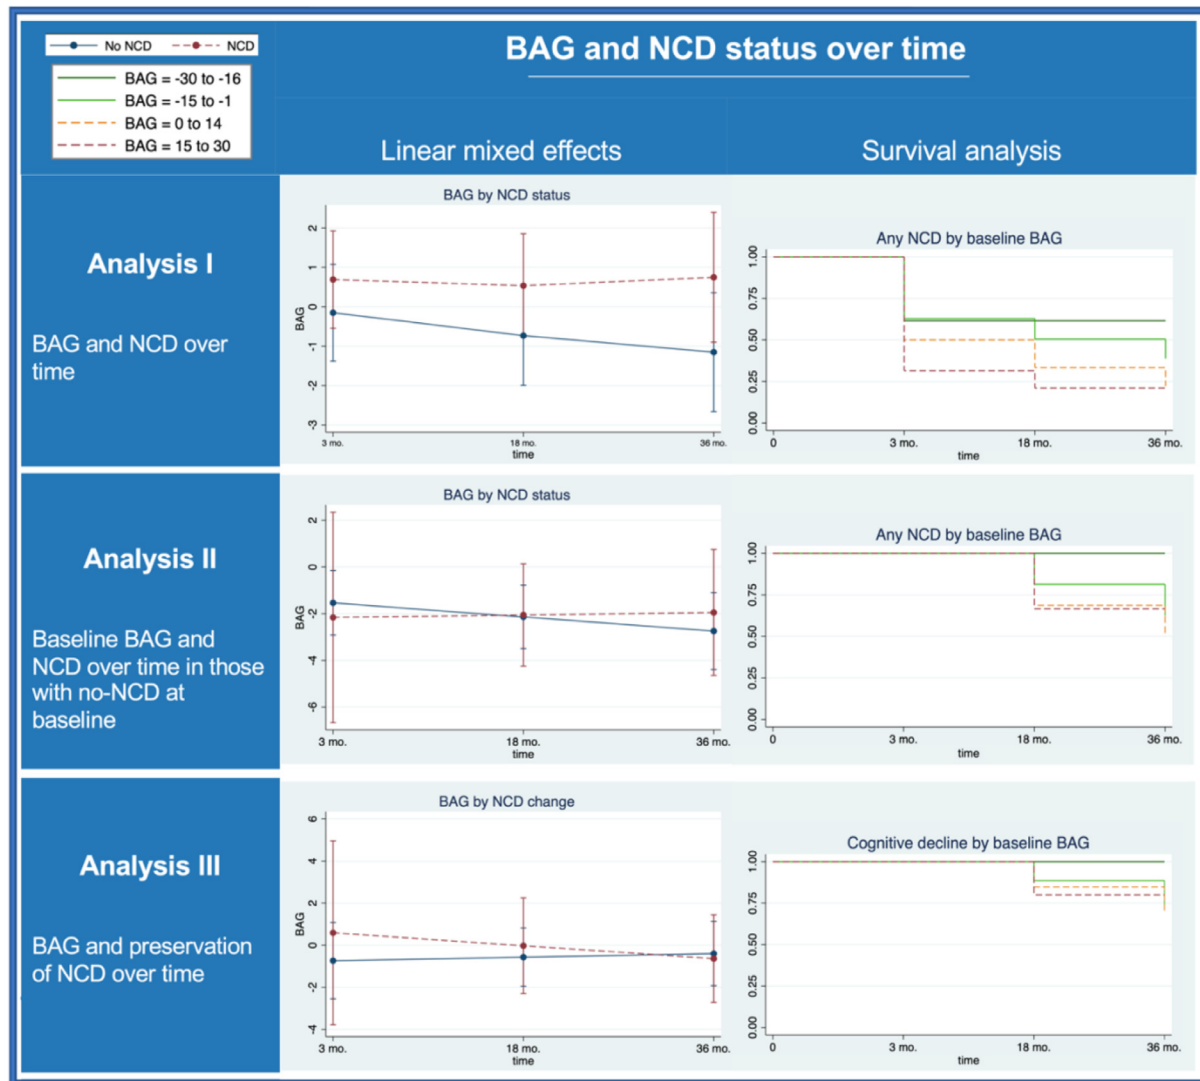 No NCD
NCD
BAG = -30 to -16
BAG = -15 to -1
BAG = 0 to 14
BAG = 15 to 30
BAG and NCD status over time
Linear mixed effects
Survival analysis
Analysis I
BAG and NCD over
time
BAG by NCD status
BAG
2
1
0
-1
-2
-3
3 mo.
18 mo.
36 mo.
time
Any NCD by baseline BAG
1.00
0.75
0.50
0.25
0.00
0
3 mo.
18 mo.
36 mo.
time
Analysis II
Baseline BAG and
NCD over time in those
with no-NCD at
baseline
BAG by NCD status
BAG
2
0
-2
-4
-6
3 mo.
18 mo.
36 mo.
time
Any NCD by baseline BAG
1.00
0.75
0.50
0.25
0.00
0
3 mo.
18 mo.
36 mo.
time
Analysis III
BAG and preservation
of NCD over time
BAG by NCD change
BAG
6
4
2
0
-2
-4
3 mo.
18 mo.
36 mo.
time
Cognitive decline by baseline BAG
1.00
0.75
0.50
0.25
0.00
0
3 mo.
18 mo.
36 mo.
time